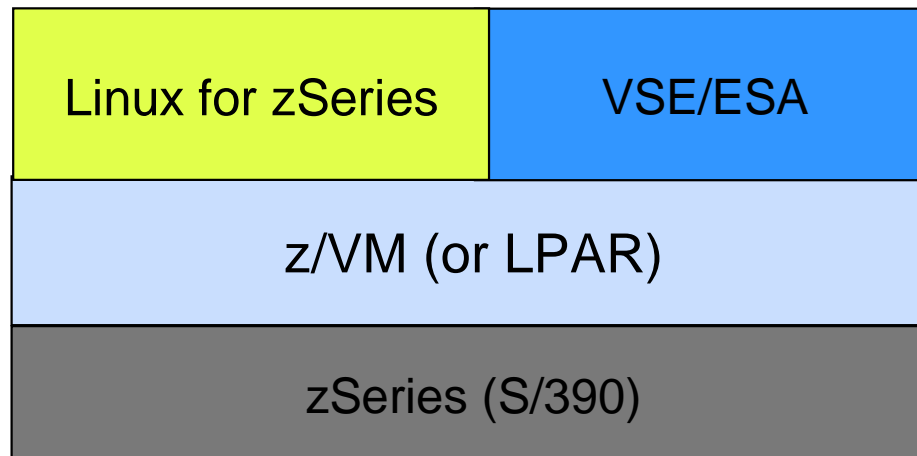 Linux for zSeries
VSE/ESA
z/VM (or LPAR)
zSeries (S/390)